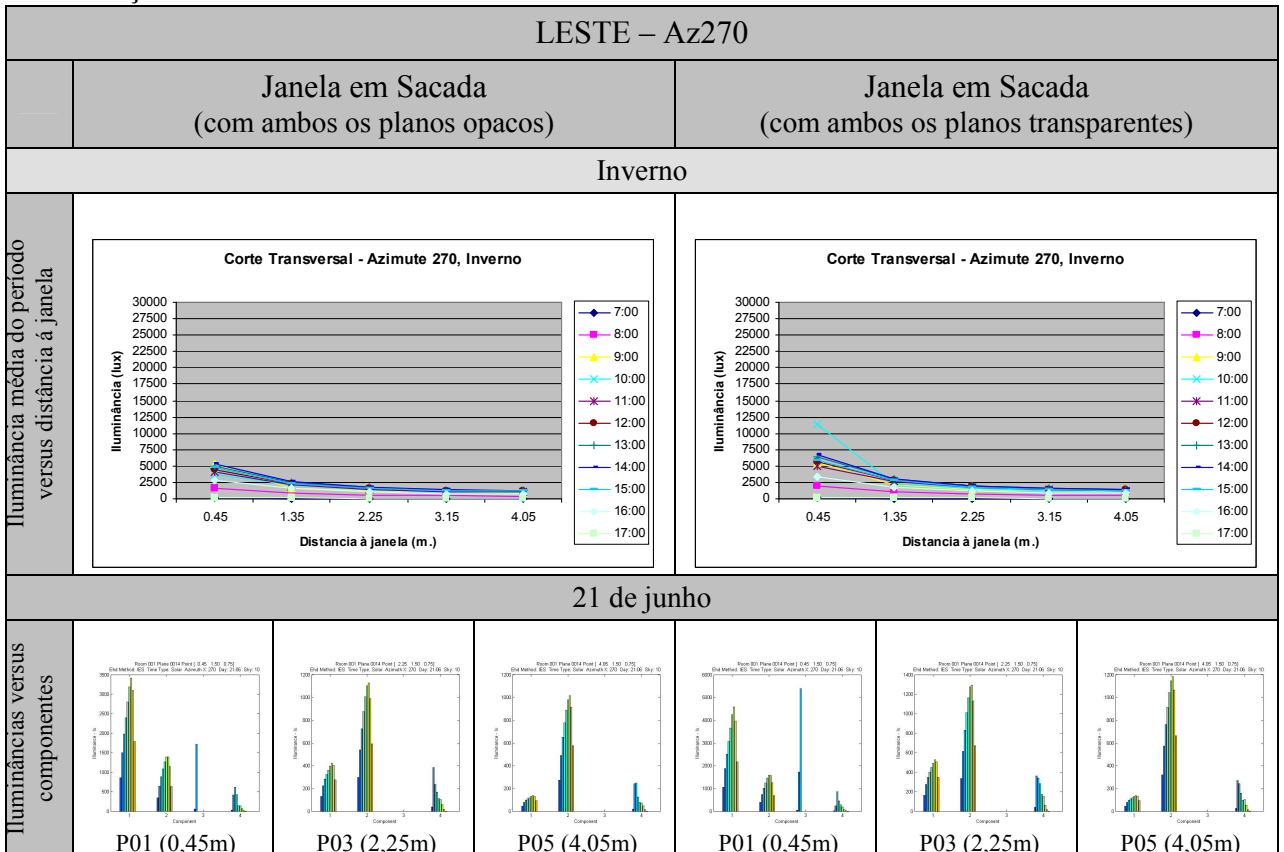 LESTE – Az270
Janela em Sacada
(com ambos os planos opacos)
Janela em Sacada
(com ambos os planos transparentes)
Inverno
Iluminância média do período
versus distância á janela
Corte Transversal - Azimute 270, Inverno
Iluminância (lux)
30000
27500
25000
22500
20000
17500
15000
12500
10000
7500
5000
2500
0
0.45 1.35 2.25 3.15 4.05
Distancia à janela (m.)
7:00
8:00
9:00
10:00
11:00
12:00
13:00
14:00
15:00
16:00
17:00
Corte Transversal - Azimute 270, Inverno
Iluminância (lux)
30000
27500
25000
22500
20000
17500
15000
12500
10000
7500
5000
2500
0
0.45 1.35 2.25 3.15 4.05
Distancia à janela (m.)
7:00
8:00
9:00
10:00
11:00
12:00
13:00
14:00
15:00
16:00
17:00
21 de junho
Iluminâncias versus
componentes
P01 (0,45m)
P03 (2,25m)
P05 (4,05m)
P01 (0,45m)
P03 (2,25m)
P05 (4,05m)